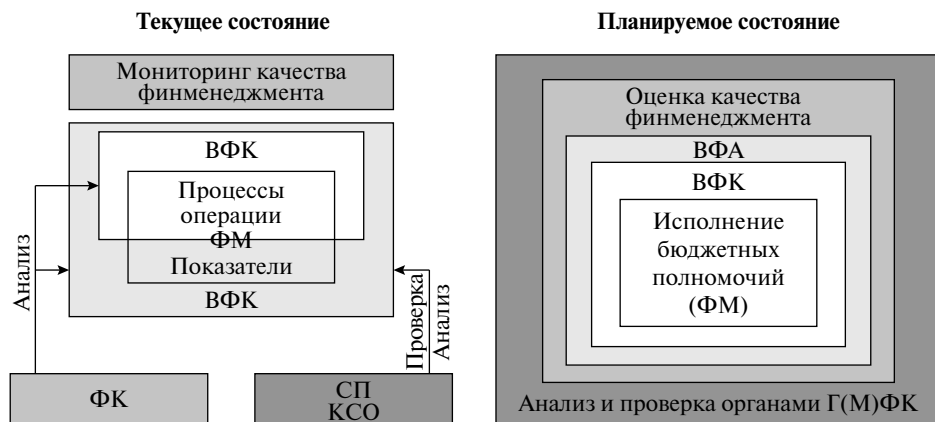 Текущее состояние
Мониторинг качества
финменеджмента
ВФК
Процессы
операции
ФМ
Показатели
ВФК
Анализ
Проверка
Анализ
ФК
СП
КСО
Планируемое состояние
Оценка качества
финменеджмента
ВФА
ВФК
Исполнение
бюджетных
полномочий
(ФМ)
Анализ и проверка органами Г(М)ФК